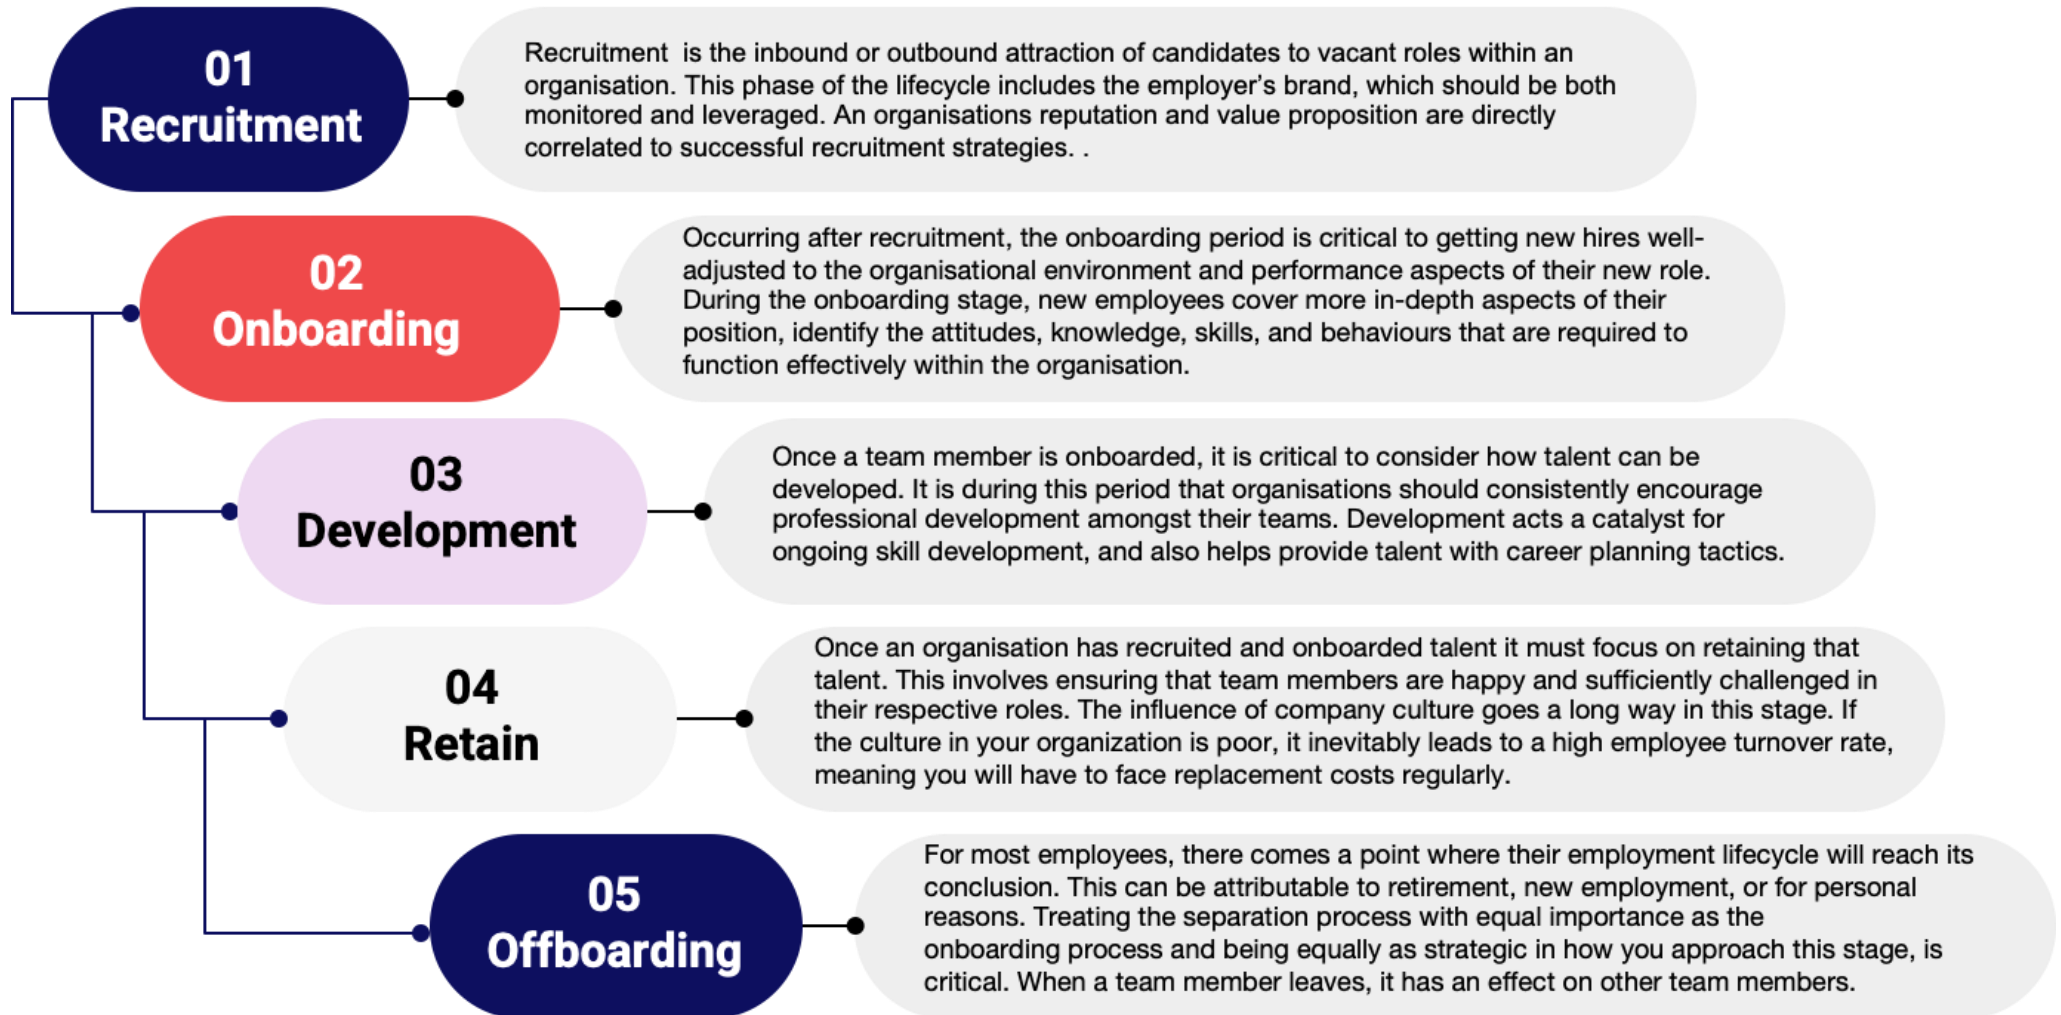 01
Recruitment
Recruitment  is the inbound or outbound attraction of candidates to vacant roles within an
organisation. This phase of the lifecycle includes the employer's brand, which should be both
monitored and leveraged. An organisations reputation and value proposition are directly
correlated to successful recruitment strategies. .
02
Onboarding
Occurring after recruitment, the onboarding period is critical to getting new hires well-
adjusted to the organisational environment and performance aspects of their new role.
During the onboarding stage, new employees cover more in-depth aspects of their
position, identify the attitudes, knowledge, skills, and behaviours that are required to
function effectively within the organisation.
03
Development
Once a team member is onboarded, it is critical to consider how talent can be
developed. It is during this period that organisations should consistently encourage
professional development amongst their teams. Development acts a catalyst for
ongoing skill development, and also helps provide talent with career planning tactics.
04
Retain
Once an organisation has recruited and onboarded talent it must focus on retaining that
talent. This involves ensuring that team members are happy and sufficiently challenged in
their respective roles. The influence of company culture goes a long way in this stage. If
the culture in your organization is poor, it inevitably leads to a high employee turnover rate,
meaning you will have to face replacement costs regularly.
05
Offboarding
For most employees, there comes a point where their employment lifecycle will reach its
conclusion. This can be attributable to retirement, new employment, or for personal
reasons. Treating the separation process with equal importance as the
onboarding process and being equally as strategic in how you approach this stage, is
critical. When a team member leaves, it has an effect on other team members.